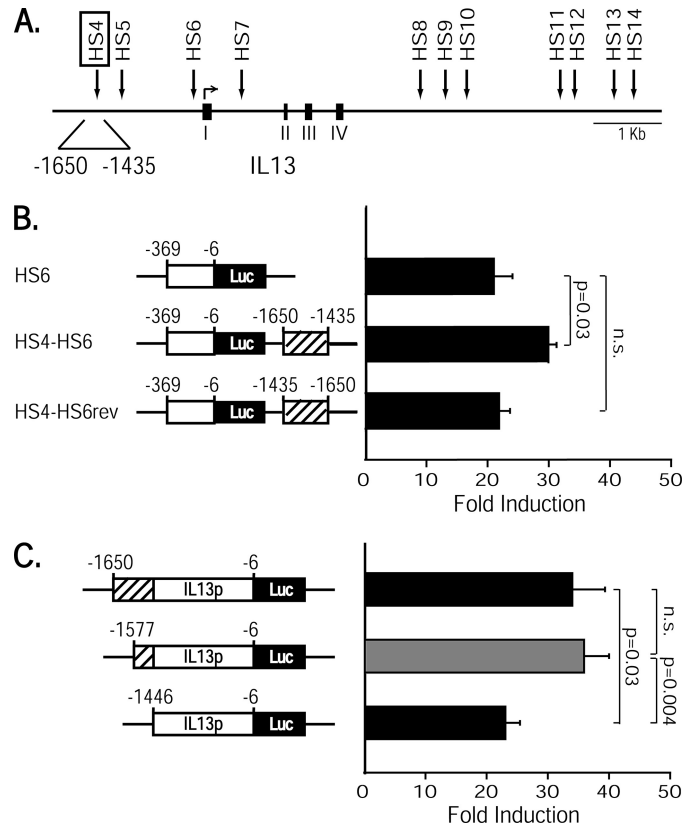 A.
HS4 HS5 HS6 HS7 HS8 HS9 HS10 HS11 HS12 HS13 HS14
I II III IV 1 Kb
-1650 -1435 IL13
B.
-369 -6
HS6 Luc
-369 -6 -1650 -1435
HS4-HS6 Luc
-369 -6 -1435 -1650
HS4-HS6rev Luc
p=0.03
n.s.
0 10 20 30 40 50
Fold Induction
C.
-1650 -6
IL13p Luc
-1577 -6
IL13p Luc
-1446 -6
IL13p Luc
p=0.03
n.s.
p=0.004
0 10 20 30 40 50
Fold Induction